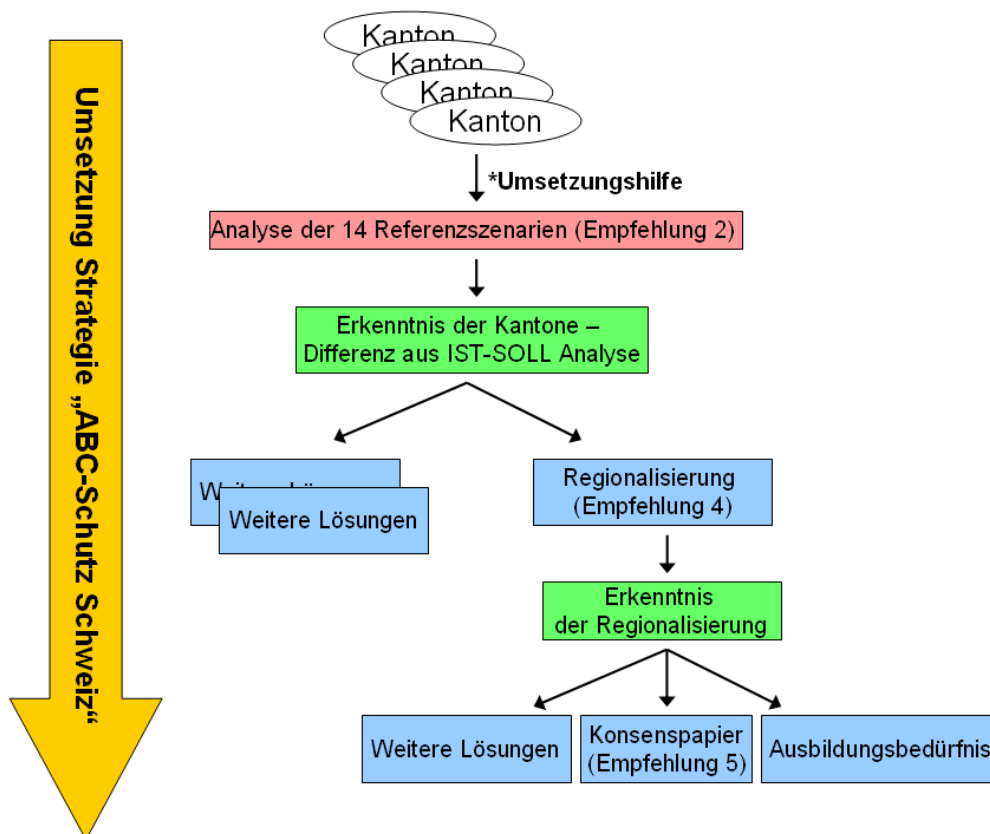 Umsetzung Strategie „ABC-Schutz Schweiz“
Kanton
Kanton
Kanton
Kanton
*Umsetzungshilfe
Analyse der 14 Referenzszenarien (Empfehlung 2)
Erkenntnis der Kantone –
Differenz aus IST-SOLL Analyse
Weitere Lösungen
Regionalisierung
(Empfehlung 4)
Erkenntnis
der Regionalisierung
Weitere Lösungen
Konsenspapier
(Empfehlung 5)
Ausbildungsbedürfnis